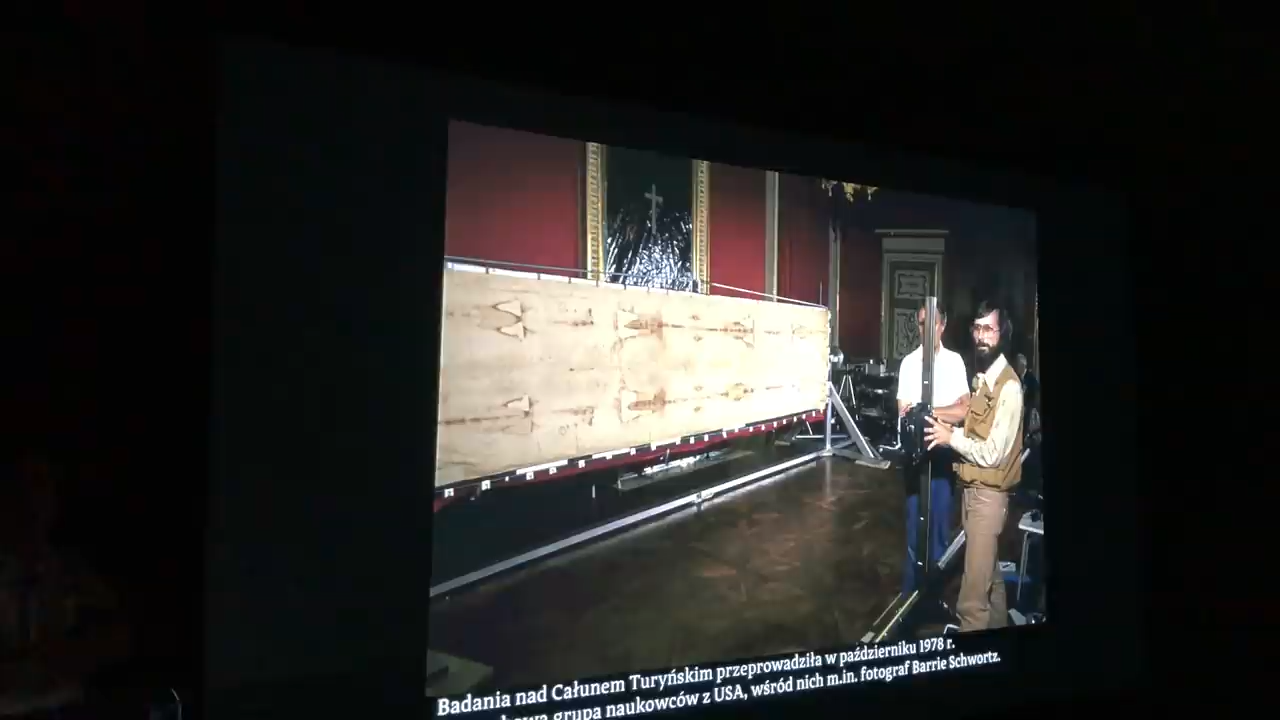 Badania nad Całunem Turyńskim przeprowadziła w październiku 1978 r.
grupa naukowców z USA, wśród nich m.in. fotograf Barrie Schwortz.